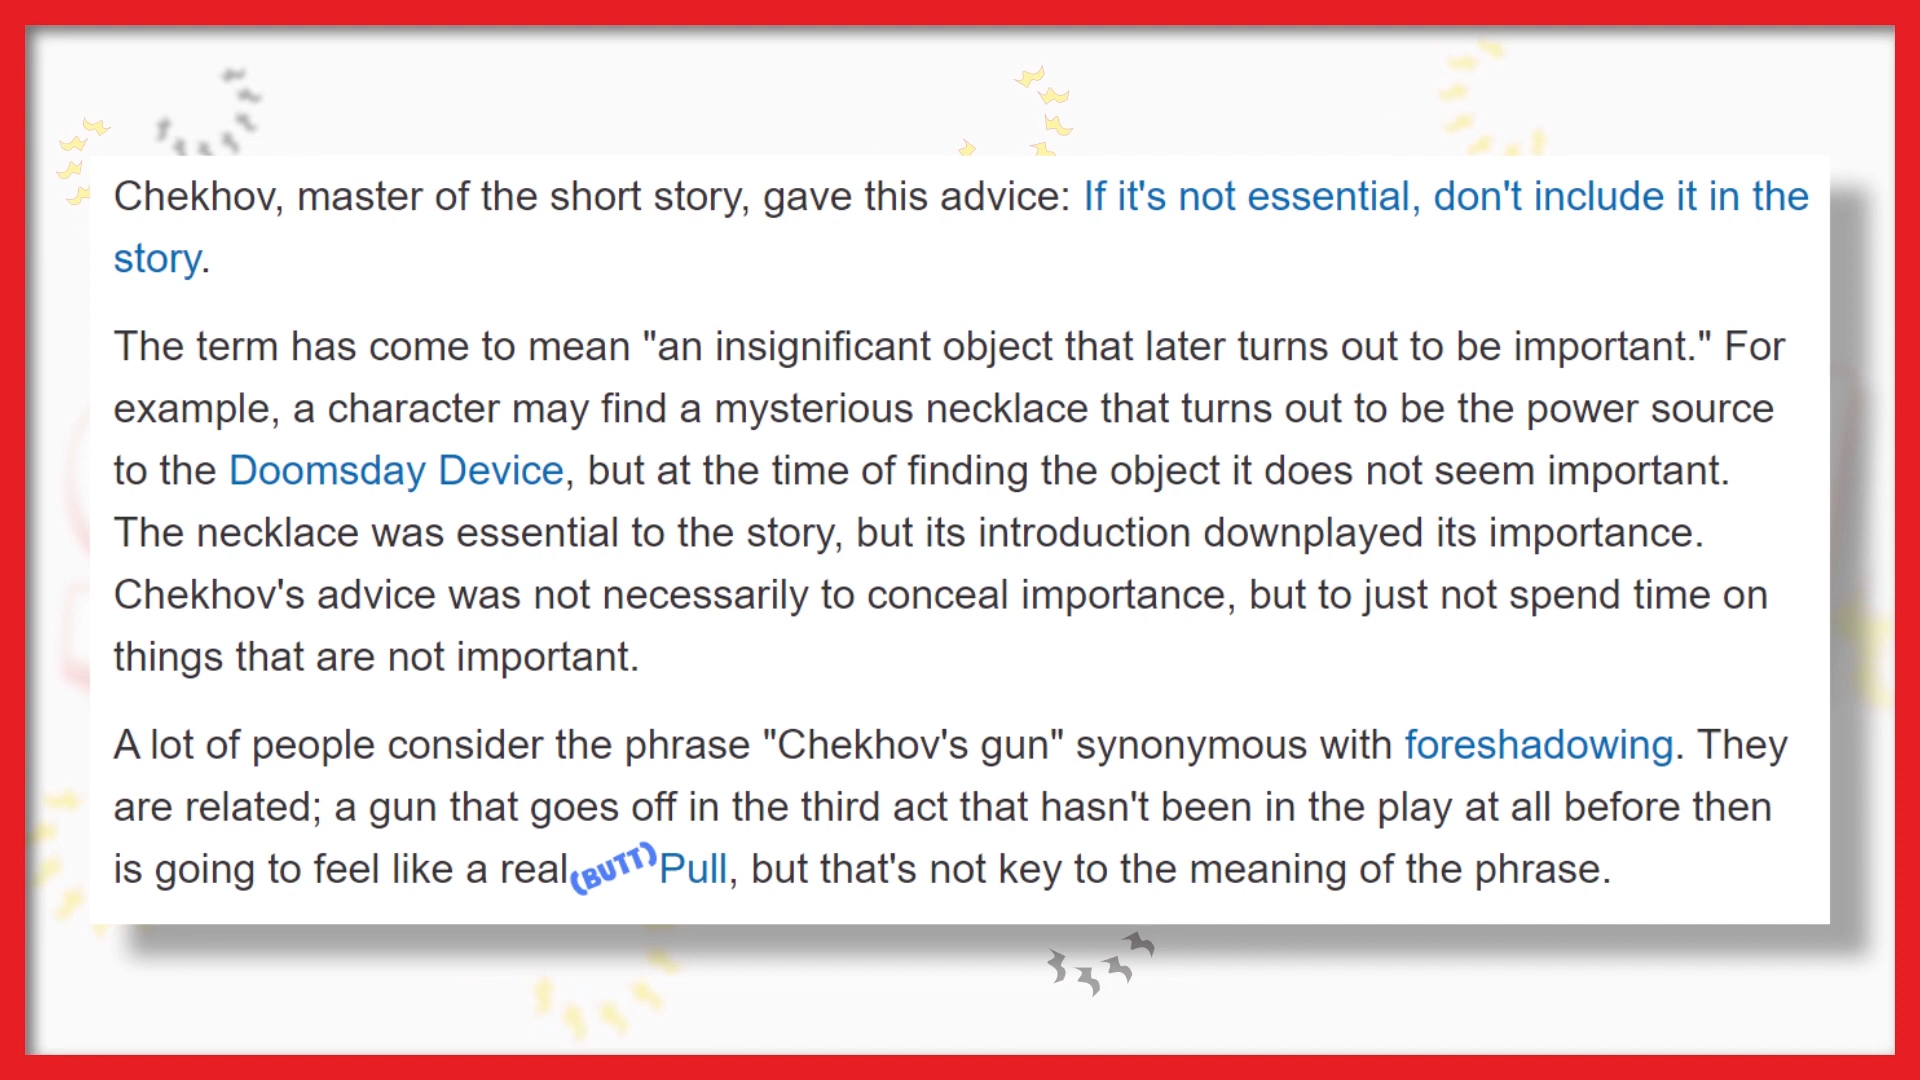 Chekhov, master of the short story, gave this advice: If it's not essential, don't include it in the
story.
The term has come to mean "an insignificant object that later turns out to be important." For
example, a character may find a mysterious necklace that turns out to be the power source
to the Doomsday Device, but at the time of finding the object it does not seem important.
The necklace was essential to the story, but its introduction downplayed its importance.
Chekhov's advice was not necessarily to conceal importance, but to just not spend time on
things that are not important.
A lot of people consider the phrase "Chekhov's gun" synonymous with foreshadowing. They
are related; a gun that goes off in the third act that hasn't been in the play at all before then
is going to feel like a real (BUTT) Pull, but that's not key to the meaning of the phrase.